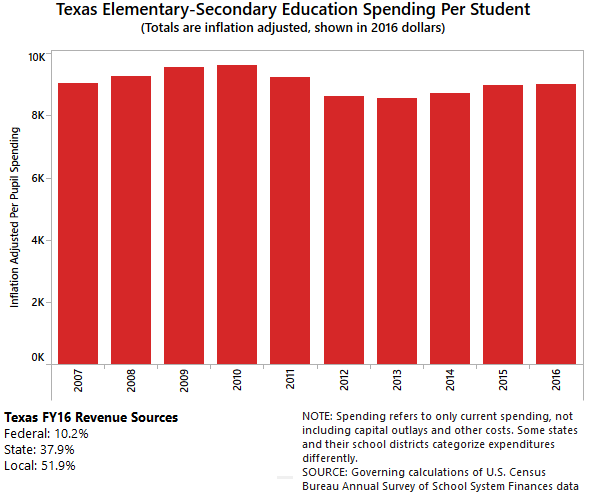 Texas Elementary-Secondary Education Spending Per Student
(Totals are inflation adjusted, shown in 2016 dollars)
10K
8K
6K
4K
2K
0K
Inflation Adjusted Per Pupil Spending
2007
2008
2009
2010
2011
2012
2013
2014
2015
2016
Texas FY16 Revenue Sources
Federal: 10.2%
State: 37.9%
Local: 51.9%
NOTE: Spending refers to only current spending, not
including capital outlays and other costs. Some states
and their school districts categorize expenditures
differently.
SOURCE: Governing calculations of U.S. Census
Bureau Annual Survey of School System Finances data